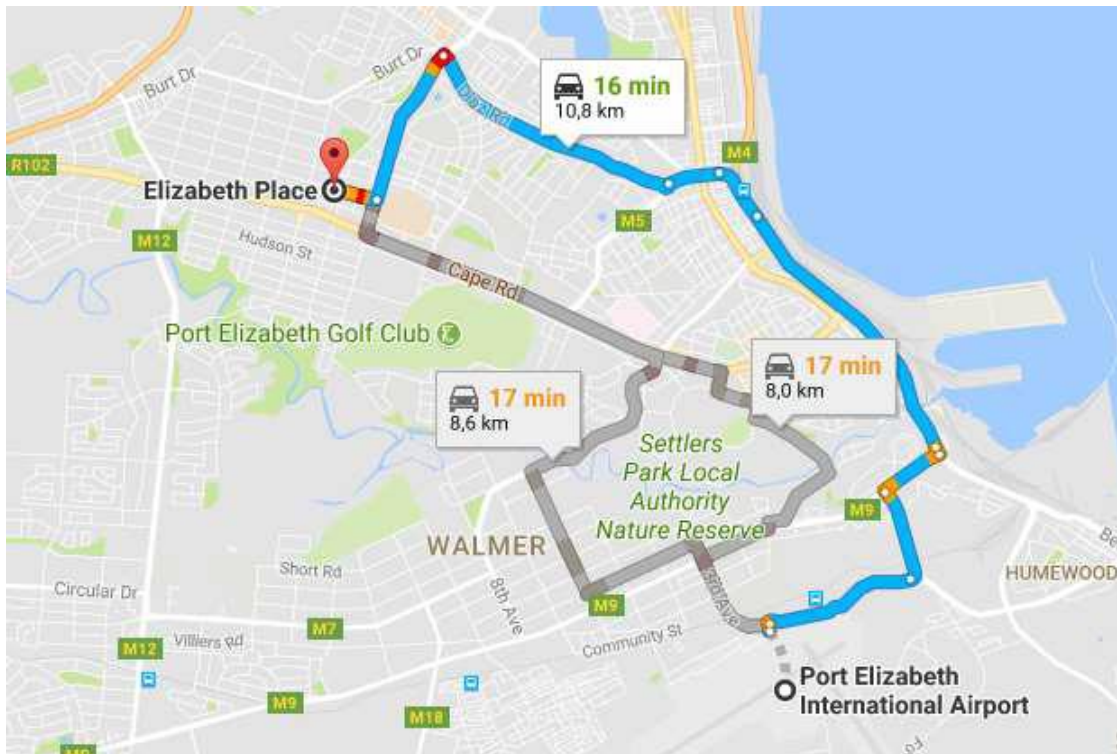 Burt Dr
Burt Dr
Diaz Rd
16 min
10,8 km
M4
R102
Elizabeth Place
M5
M12
Hudson St
Cape Rd
Port Elizabeth Golf Club
17 min
8,6 km
17 min
8,0 km
Settlers
Park Local
Authority
Nature Reserve
M9
WALMER
Short Rd
8th Ave
Circular Dr
M9
3rd Ave
HUMEWOOD
M7
Villiers Rd
Community St
M12
Port Elizabeth
International Airport
M9
M18